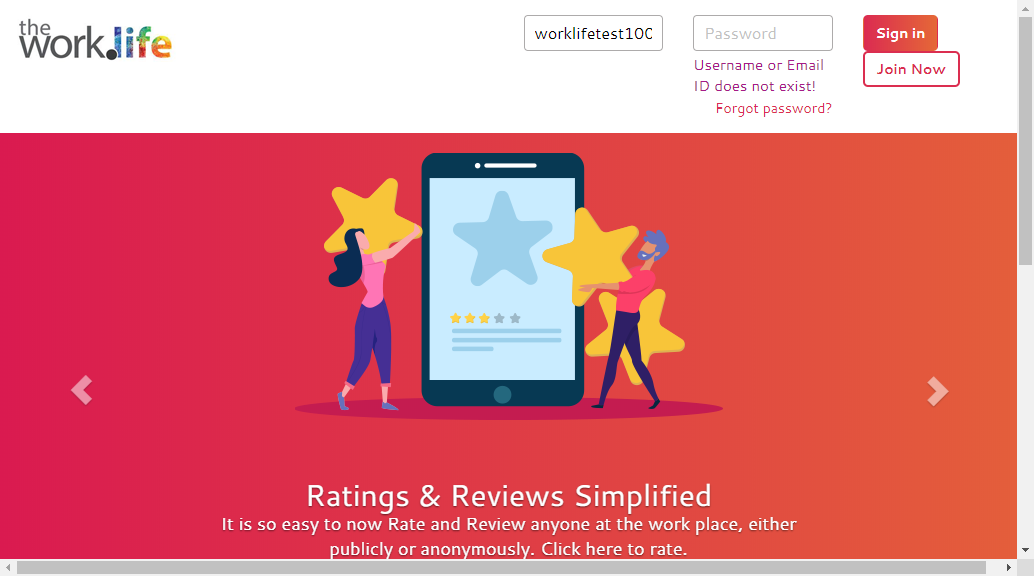 the
work.life
worklifetest100
Password
Sign in
Username or Email
ID does not exist!
Join Now
Forgot password?
Ratings & Reviews Simplified
It is so easy to now Rate and Review anyone at the work place, either
publicly or anonymously. Click here to rate.